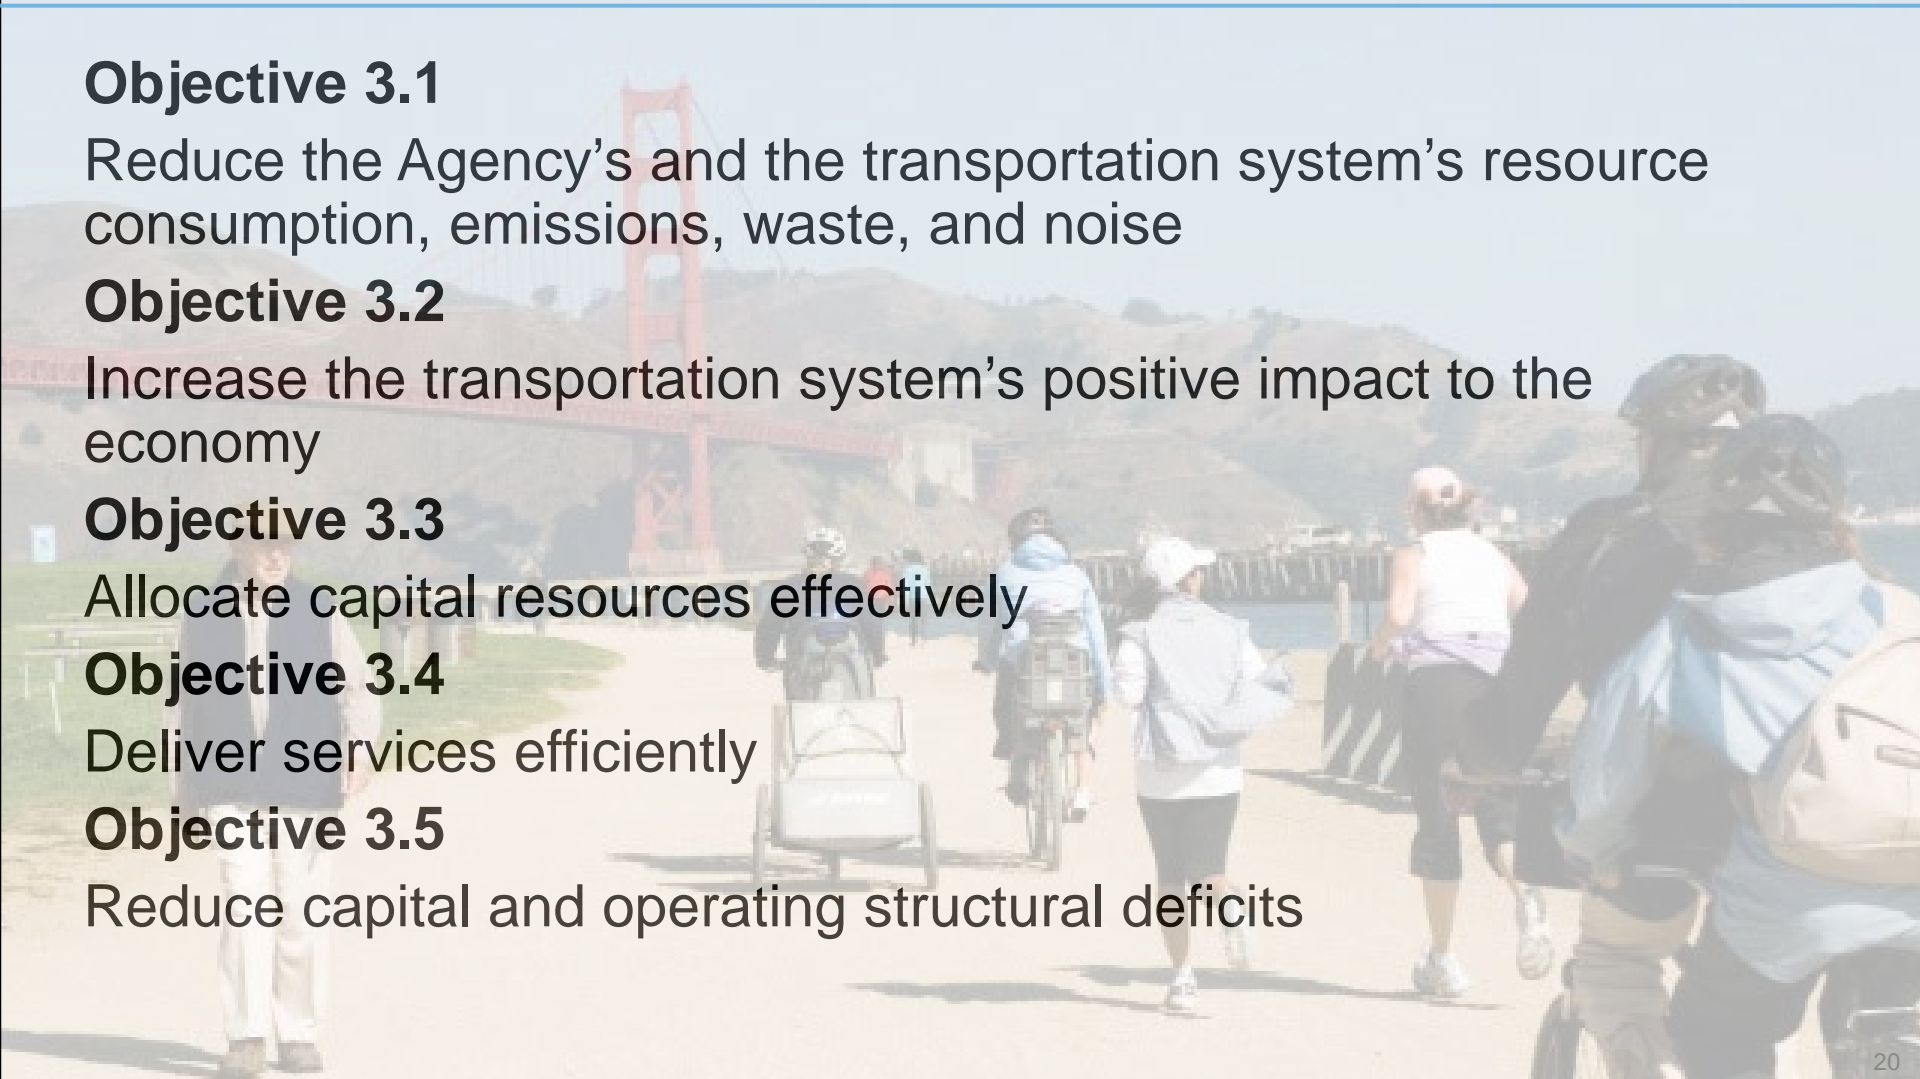 Objective 3.1
Reduce the Agency’s and the transportation system’s resource
consumption, emissions, waste, and noise
Objective 3.2
Increase the transportation system’s positive impact to the
economy
Objective 3.3
Allocate capital resources effectively
Objective 3.4
Deliver services efficiently
Objective 3.5
Reduce capital and operating structural deficits
20